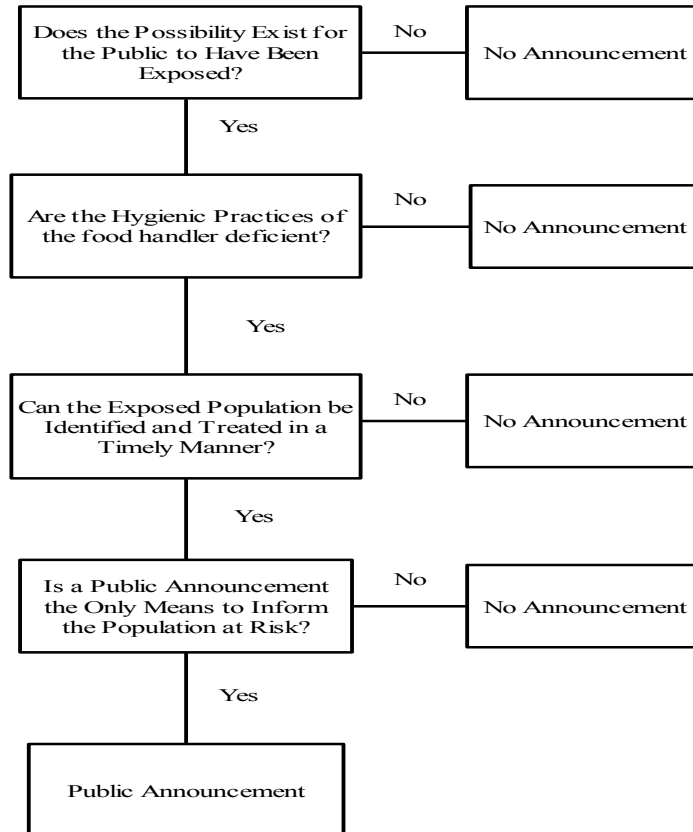 Does the Possibility Exist for
the Public to Have Been
Exposed?
No
No Announcement
Yes
Are the Hygienic Practices of
the food handler deficient?
No
No Announcement
Yes
Can the Exposed Population be
Identified and Treated in a
Timely Manner?
No
No Announcement
Yes
Is a Public Announcement
the Only Means to Inform
the Population at Risk?
No
No Announcement
Yes
Public Announcement